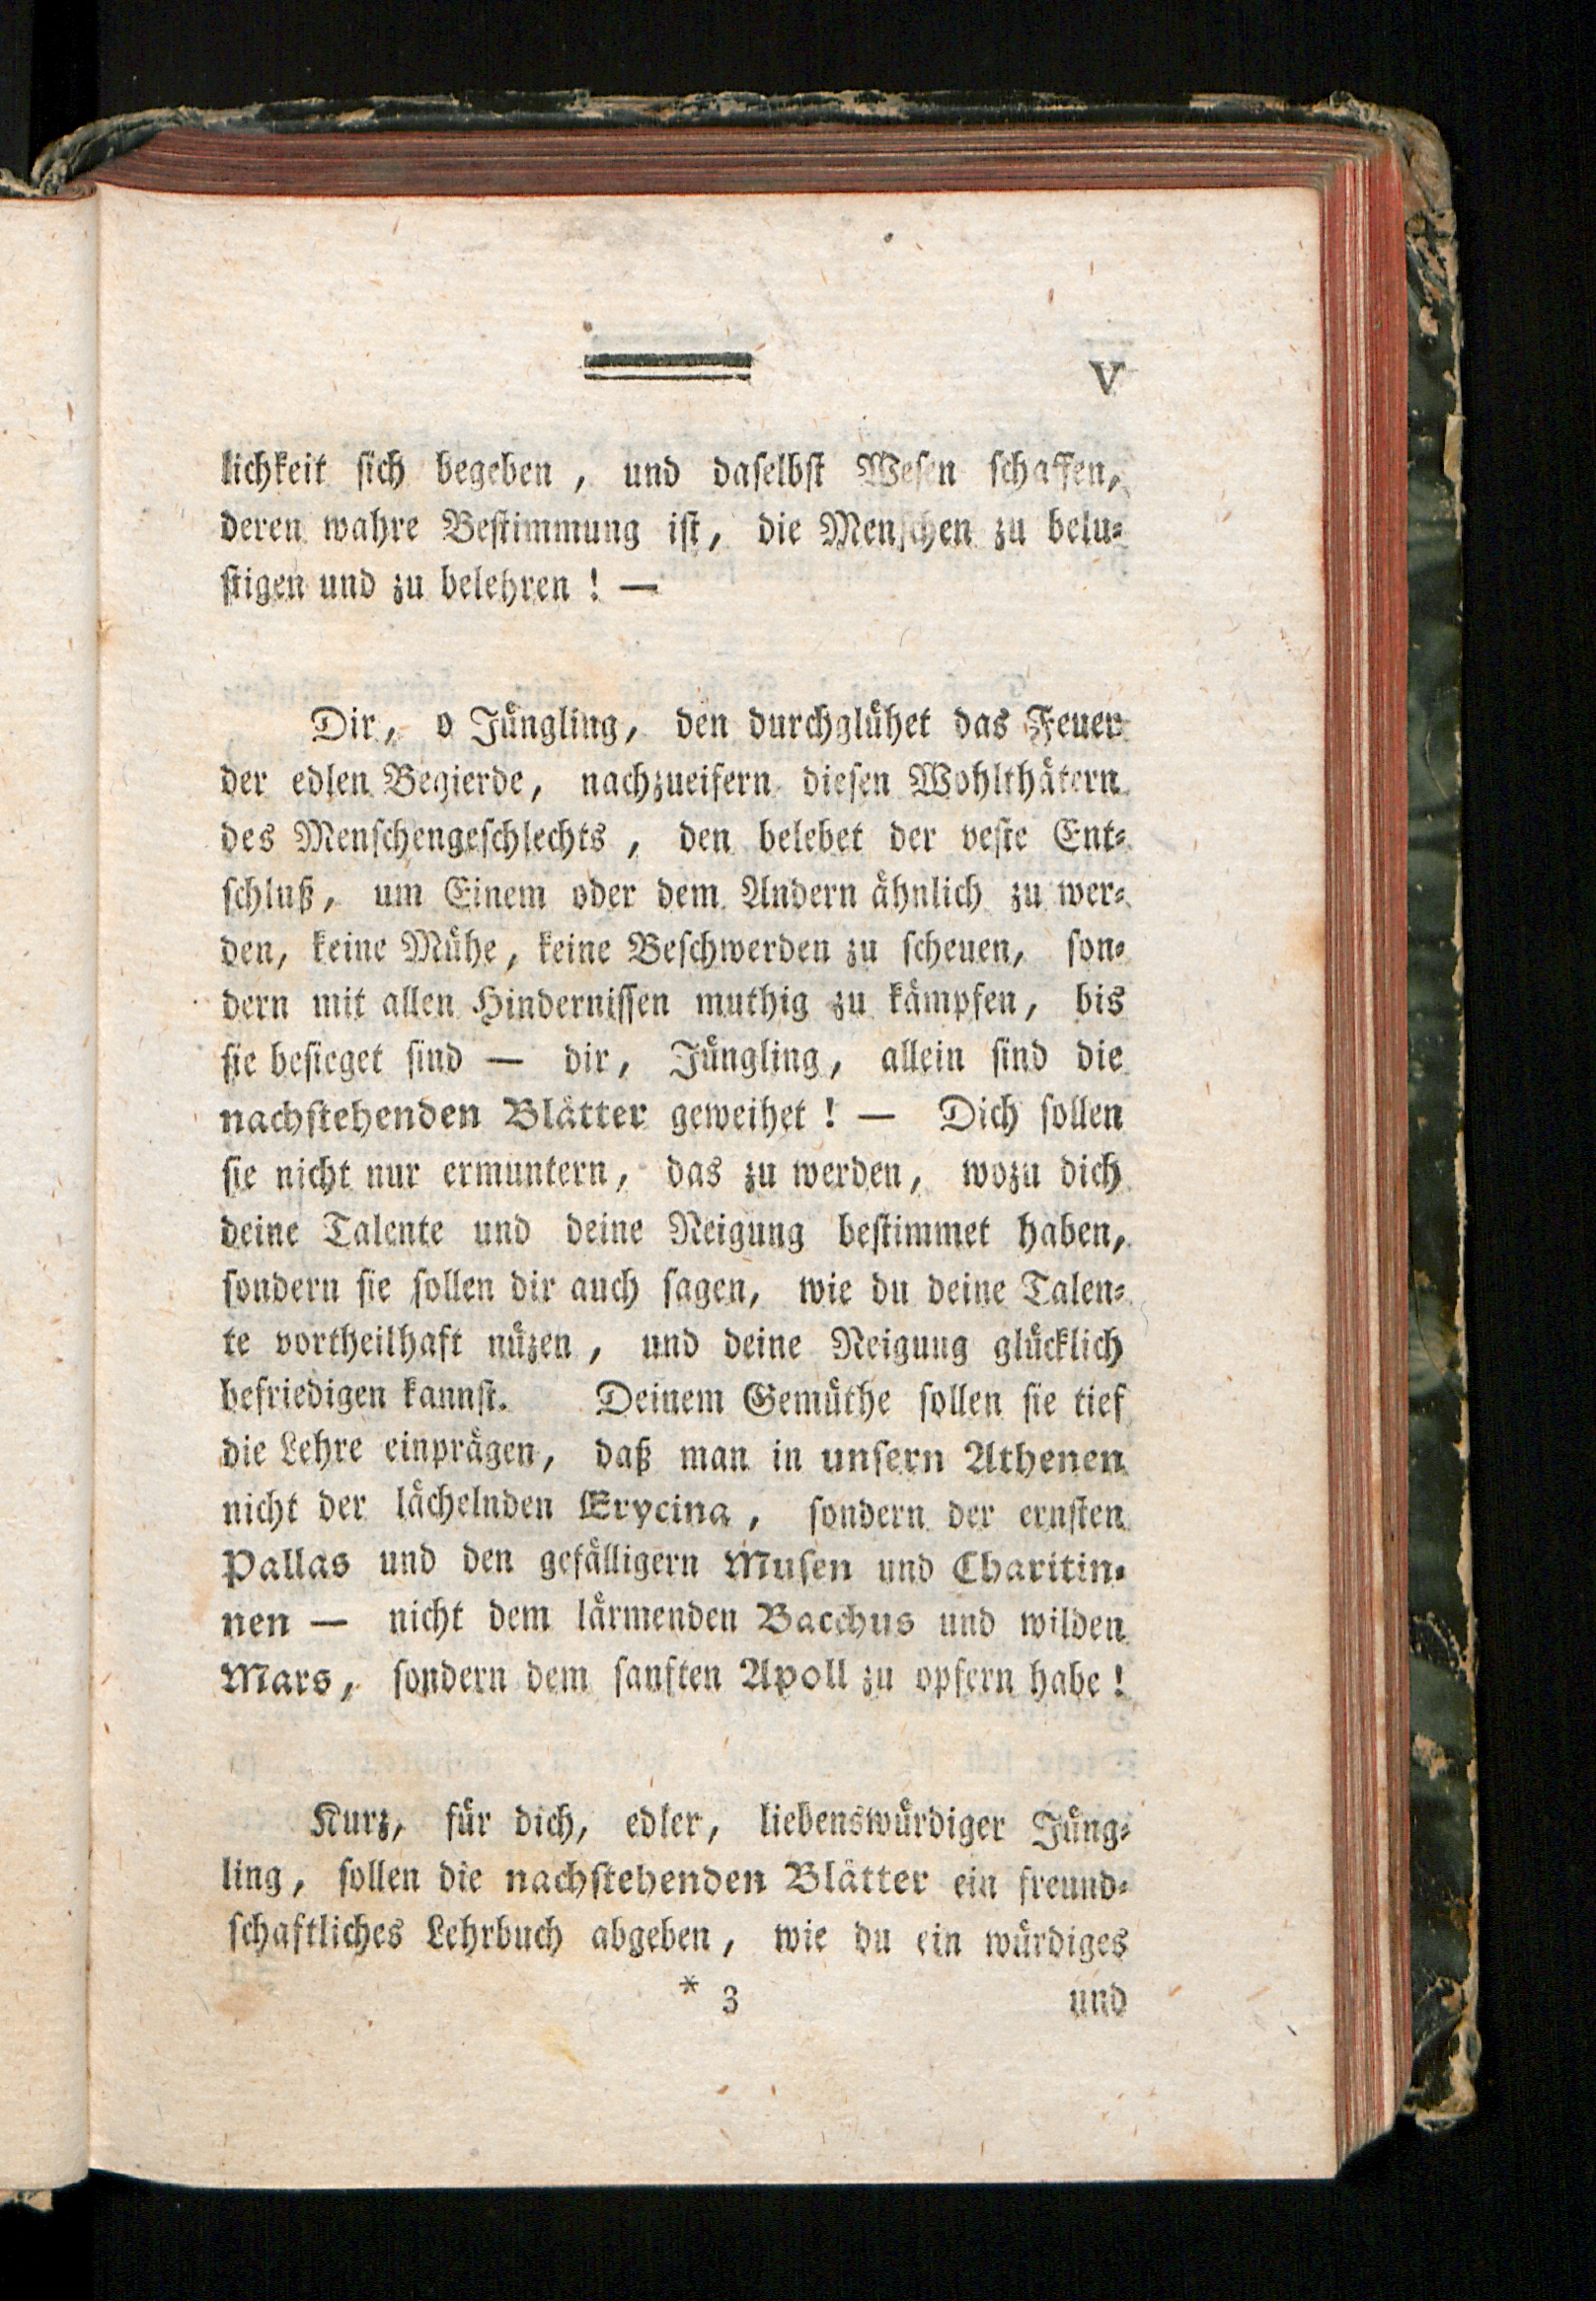 V
lichkeit sich begeben, und daselbst Wesen schaffen,
deren wahre Bestimmung ist, die Menschen zu belu-
stigen und zu belehren! —
Dir, o Jüngling, den durchglühet das Feuer
der edlen Begierde, nachzueifern diesen Wohlthätern
des Menschengeschlechts, den belebet der veste Ent-
schluß, um Einem oder dem Andern ähnlich zu wer-
den, keine Mühe, keine Beschwerden zu scheuen, son-
dern mit allen Hindernissen muthig zu kämpfen, bis
sie besieget sind — dir, Jüngling, allein sind die
nachstehenden Blätter geweihet! — Dich sollen
sie nicht nur ermuntern, das zu werden, wozu dich
deine Talente und deine Neigung bestimmet haben,
sondern sie sollen dir auch sagen, wie du deine Talen-
te vortheilhaft nüzen, und deine Neigung glücklich
befriedigen kannst. Deinem Gemüthe sollen sie tief
die Lehre einprägen, daß man in unsern Athenen
nicht der lächelnden Erycina, sondern der ernsten
Pallas und den gefälligern Musen und Charitin-
nen — nicht dem lärmenden Bacchus und wilden
Mars, sondern dem sanften Apoll zu opfern habe!
Kurz, für dich, edler, liebenswürdiger Jüng-
ling, sollen die nachstehenden Blätter ein freund-
schaftliches Lehrbuch abgeben, wie du ein würdiges
* 3 und